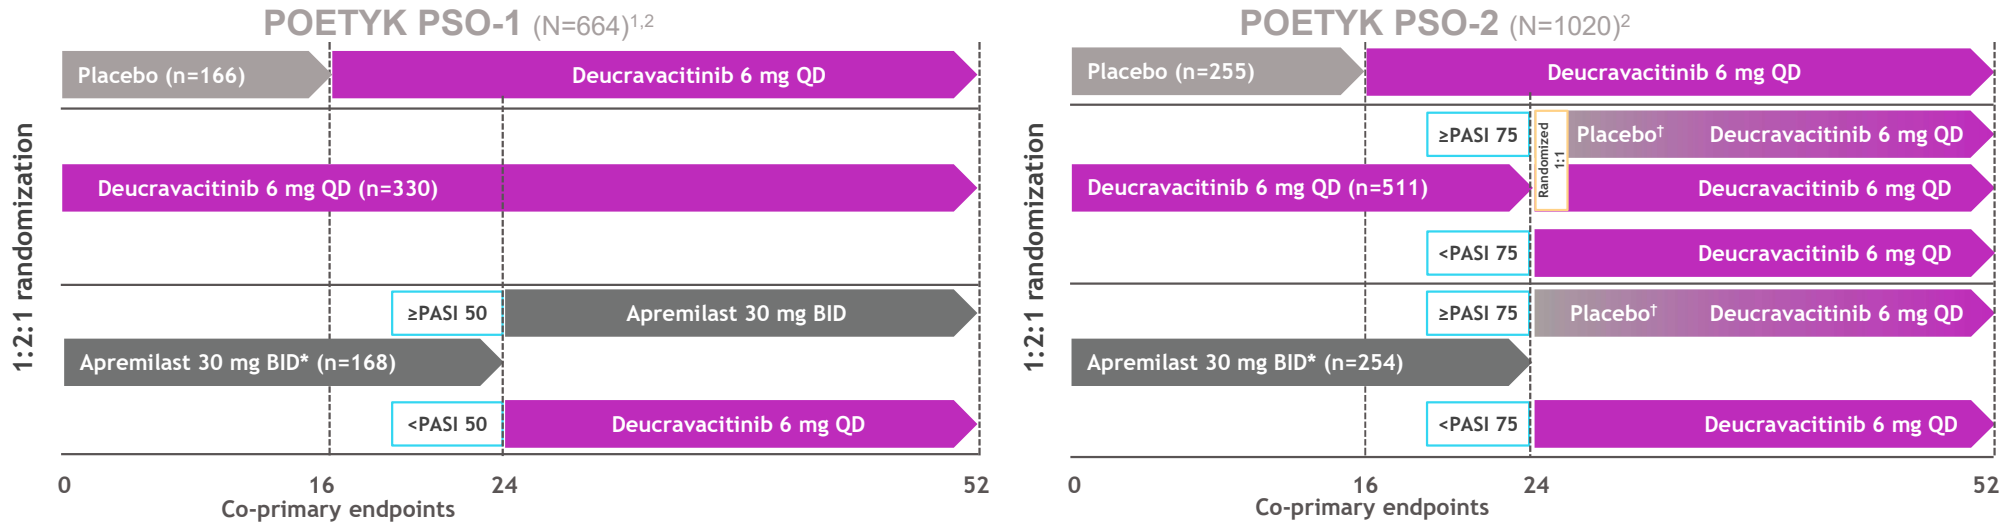 POETYK PSO-1 (N=664)1,2
1:2:1 randomization
Placebo (n=166)
Deucravacitinib 6 mg QD
Deucravacitinib 6 mg QD (n=330)
≥PASI 50
Apremilast 30 mg BID
Apremilast 30 mg BID* (n=168)
<PASI 50
Deucravacitinib 6 mg QD
0 16 24 52
Co-primary endpoints
POETYK PSO-2 (N=1020)2
1:2:1 randomization
Placebo (n=255)
Deucravacitinib 6 mg QD
≥PASI 75
Randomized
1:1
Placebo† Deucravacitinib 6 mg QD
Deucravacitinib 6 mg QD (n=511)
Deucravacitinib 6 mg QD
<PASI 75
Deucravacitinib 6 mg QD
≥PASI 75
Placebo† Deucravacitinib 6 mg QD
Apremilast 30 mg BID* (n=254)
<PASI 75
Deucravacitinib 6 mg QD
0 16 24 52
Co-primary endpoints